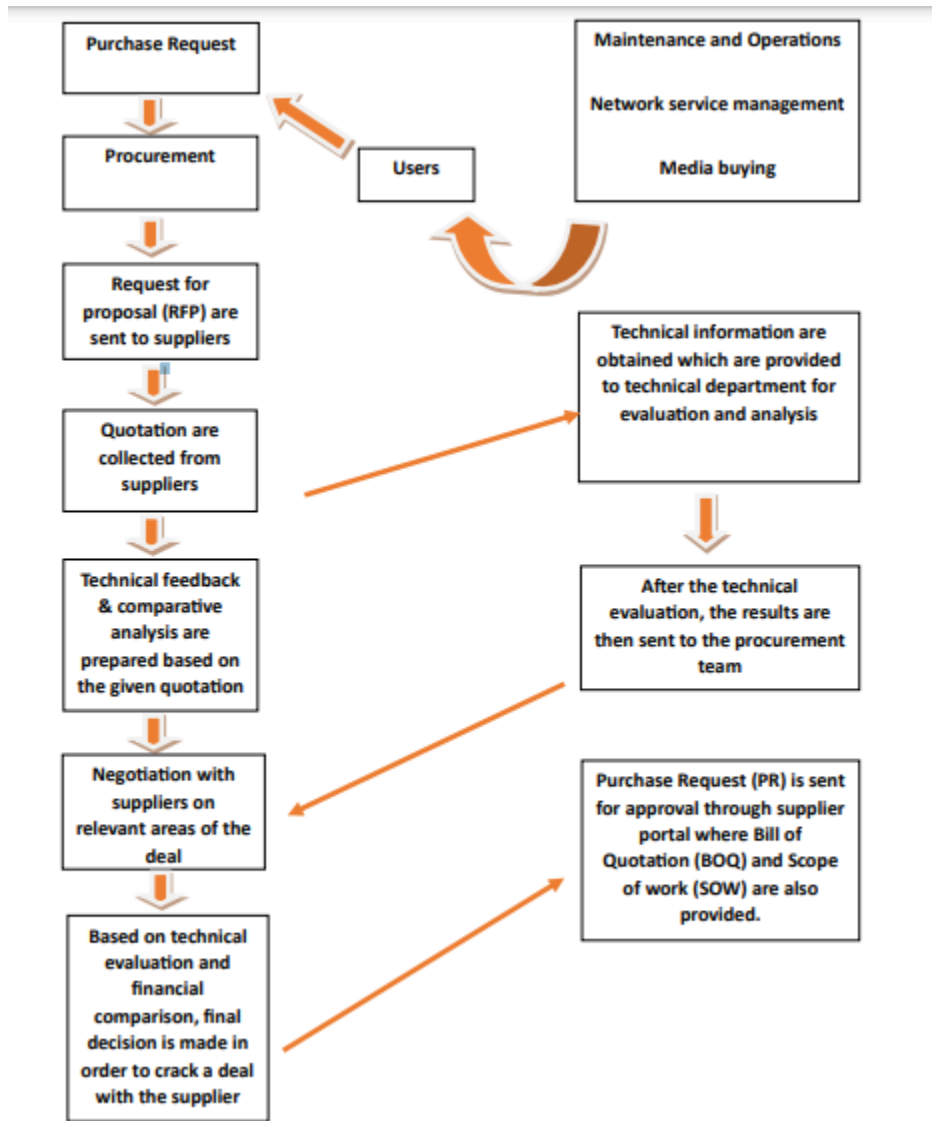 Purchase Request
Maintenance and Operations
Network service management
Media buying
Procurement
Users
Request for
proposal (RFP) are
sent to suppliers
Technical information are
obtained which are provided
to technical department for
evaluation and analysis
Quotation are
collected from
suppliers
Technical feedback
& comparative
analysis are
prepared based on
the given quotation
After the technical
evaluation, the results are
then sent to the procurement
team
Negotiation with
suppliers on
relevant areas of the
deal
Purchase Request (PR) is sent
for approval through supplier
portal where Bill of
Quotation (BOQ) and Scope
of work (SOW) are also
provided.
Based on technical
evaluation and
financial
comparison, final
decision is made in
order to crack a deal
with the supplier